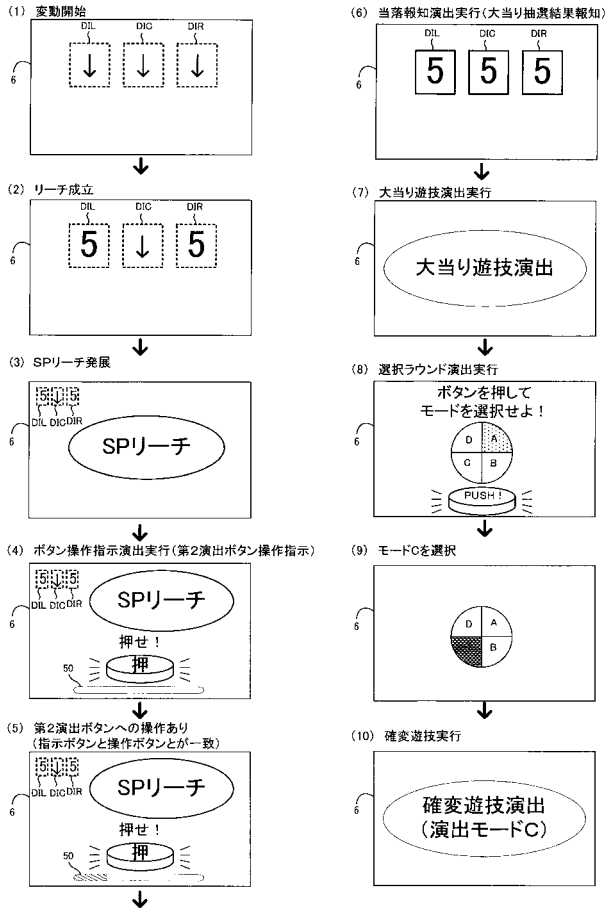 (1) 変動開始
DIL DIC DIR
↓ ↓ ↓
6
(2) リーチ成立
DIL DIC DIR
5 ↓ 5
6
(3) SPリーチ発展
5 ↓ 5
DIL DIC DIR
SPリーチ
6
(4) ボタン操作指示演出実行(第2演出ボタン操作指示)
5 ↓ 5
DIL DIC DIR
SPリーチ
6
押せ！
押
50
(5) 第2演出ボタンへの操作あり
(指示ボタンと操作ボタンとが一致)
5 ↓ 5
DIL DIC DIR
SPリーチ
6
押せ！
押
50
(6) 当落報知演出実行(大当り抽選結果報知)
DIL DIC DIR
5 5 5
6
(7) 大当り遊技演出実行
大当り遊技演出
6
(8) 選択ラウンド演出実行
ボタンを押して
モードを選択せよ！
D A
C B
6
PUSH！
(9) モードCを選択
D A
B
6
(10) 確変遊技実行
確変遊技演出
(演出モードC)
6